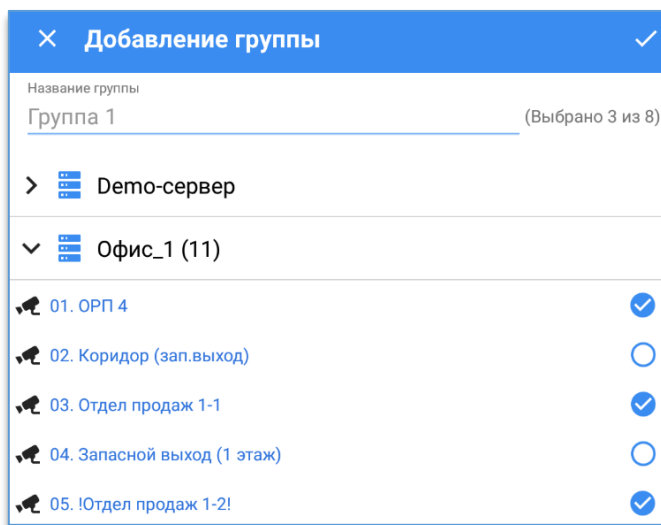 Добавление группы
Название группы
Группа 1 (Выбрано 3 из 8)
Demo-сервер
Офис_1 (11)
01. ОРП 4
02. Коридор (зап.выход)
03. Отдел продаж 1-1
04. Запасной выход (1 этаж)
05. !Отдел продаж 1-2!